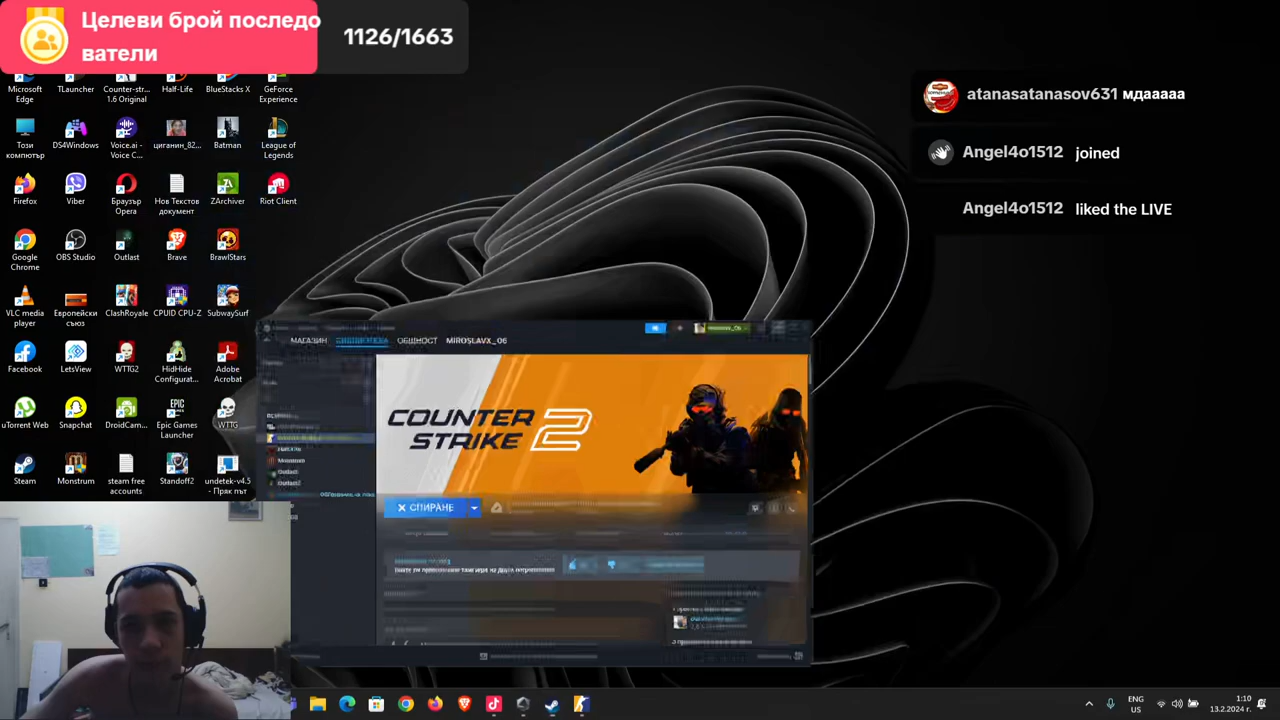 Целеви брой последо
ватели
1126/1663
Microsoft
Edge
TLauncher
Counter-str...
1.6 Original
Half-Life
BlueStacks X
GeForce
Experience
Този
компютър
DS4Windows
Voice.ai -
Voice C...
циганин_82...
Batman
League of
Legends
Firefox
Viber
Браузър
Opera
Нов Текстов
документ
ZArchiver
Riot Client
Google
Chrome
OBS Studio
Outlast
Brave
BrawlStars
VLC media
player
Европейски
съюз
ClashRoyale
CPUID CPU-Z
SubwaySurf
Facebook
LetsView
WTTG2
HidHide
Configurat...
Adobe
Acrobat
uTorrent Web
Snapchat
DroidCam...
Epic Games
Launcher
WTTG
Steam
Monstrum
steam free
accounts
Standoff2
undetek-v4.5
- Пряк път
atanasatanasov631 мдааааа
Angel4o1512 joined
Angel4o1512 liked the LIVE
МАГАЗИН БИБЛИОТЕКА ОБЩНОСТ MIROSLAVX_06
COUNTER
STRIKE 2
СПИРАНЕ
ENG
US
1:10
13.2.2024 г.